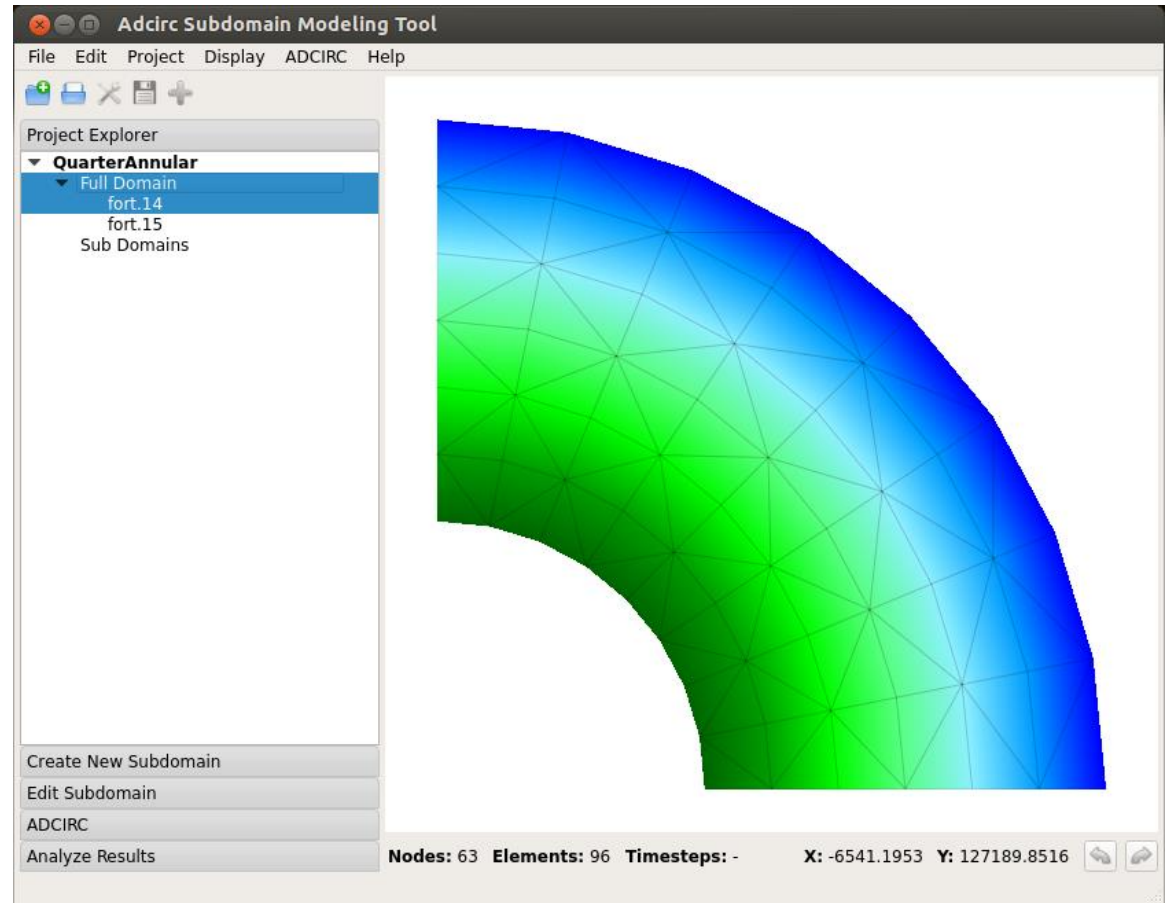 Adcirc Subdomain Modeling Tool
File Edit Project Display ADCIRC Help
Project Explorer
QuarterAnnular
Full Domain
fort.14
fort.15
Sub Domains
Create New Subdomain
Edit Subdomain
ADCIRC
Analyze Results
Nodes: 63 Elements: 96 Timesteps: - X: -6541.1953 Y: 127189.8516